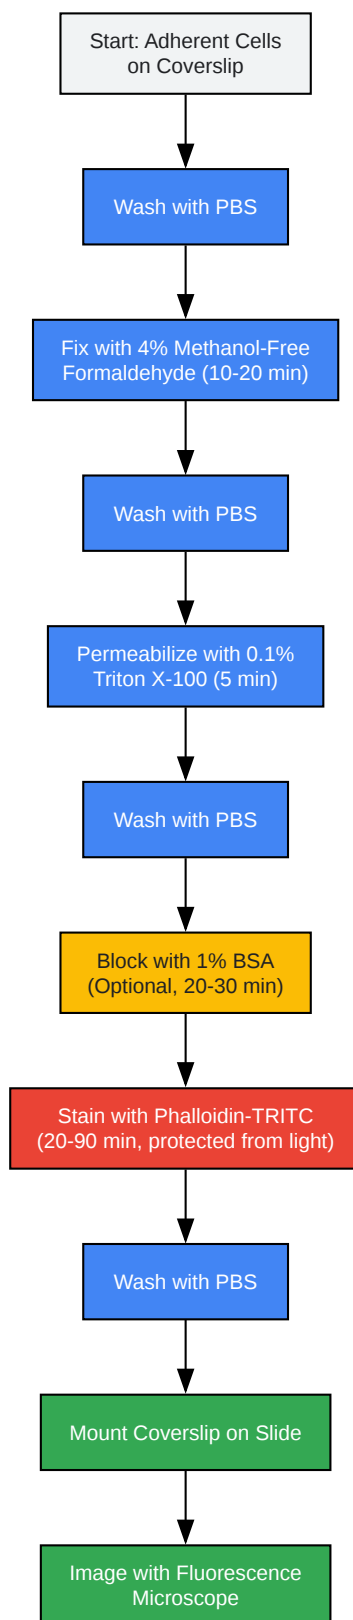 Start: Adherent Cells
on Coverslip
Wash with PBS
Fix with 4% Methanol-Free
Formaldehyde (10-20 min)
Wash with PBS
Permeabilize with 0.1%
Triton X-100 (5 min)
Wash with PBS
Block with 1% BSA
(Optional, 20-30 min)
Stain with Phalloidin-TRITC
(20-90 min, protected from light)
Wash with PBS
Mount Coverslip on Slide
Image with Fluorescence
Microscope